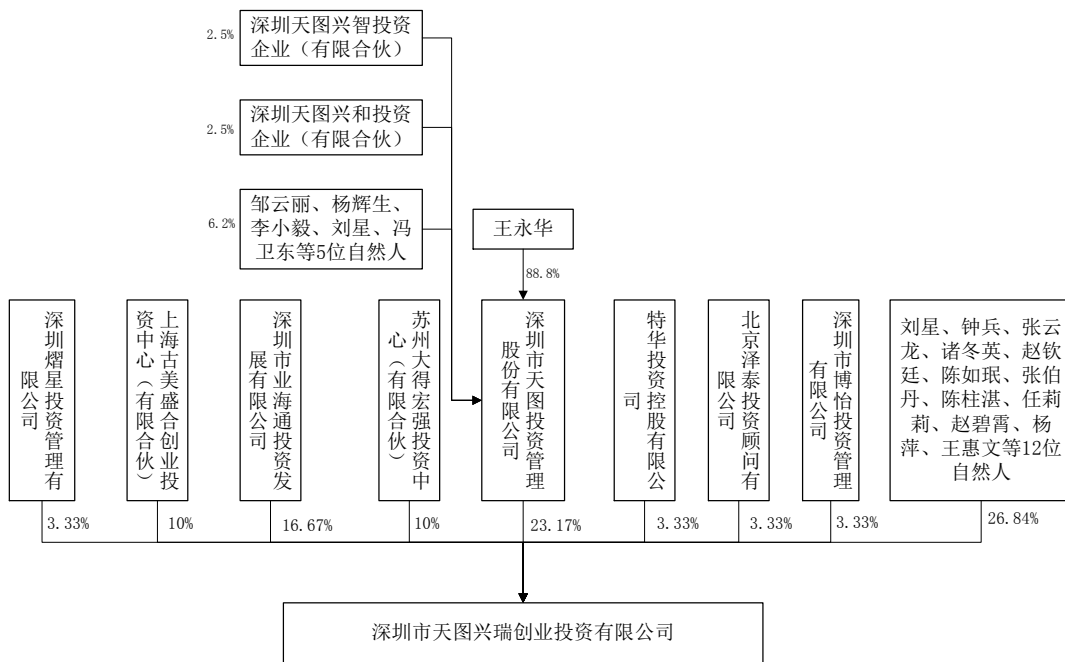 2.5%
深圳天图兴智投资
企业（有限合伙）
2.5%
深圳天图兴和投资
企业（有限合伙）
6.2%
邹云丽、杨辉生、
李小毅、刘星、冯
卫东等5位自然人
王永华
88.8%
深圳熠星投资管理有
限公司
上海古美盛合创业投
资中心（有限合伙）
深圳市业海通投资发
展有限公司
苏州大得宏强投资中
心（有限合伙）
深圳市天图投资管理
股份有限公司
特华投资控股有限公
司
北京泽泰投资顾问有
限公司
深圳市博怡投资管理
有限公司
刘星、钟兵、张云
龙、诸冬英、赵钦
廷、陈如珉、张伯
丹、陈柱湛、任莉
莉、赵碧霄、杨
萍、王惠文等12位
自然人
3.33%
10%
16.67%
10%
23.17%
3.33%
3.33%
3.33%
26.84%
深圳市天图兴瑞创业投资有限公司